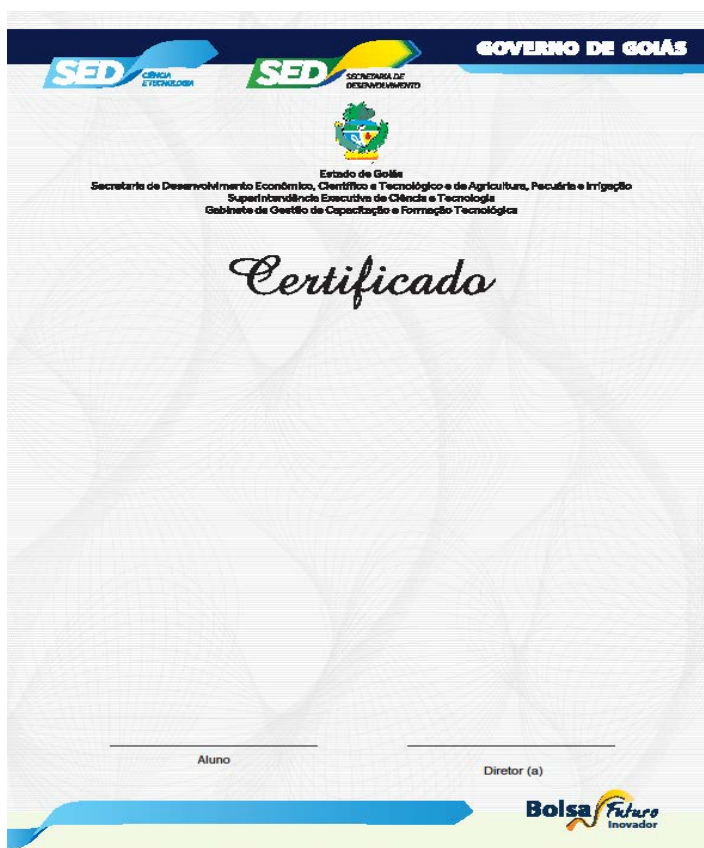 GOVERNO DE GOIÁS
SED CIÊNCIA
E TECNOLOGIA
SED SECRETARIA DE
DESENVOLVIMENTO
Estado de Goiás
Secretaria de Desenvolvimento Econômico, Científico e Tecnológico e de Agricultura, Pecuária e Irrigação
Superintendência Executiva de Ciência e Tecnologia
Gabinete de Gestão de Capacitação e Formação Tecnológica
Certificado
Aluno
Diretor (a)
Bolsa Futuro
Inovador